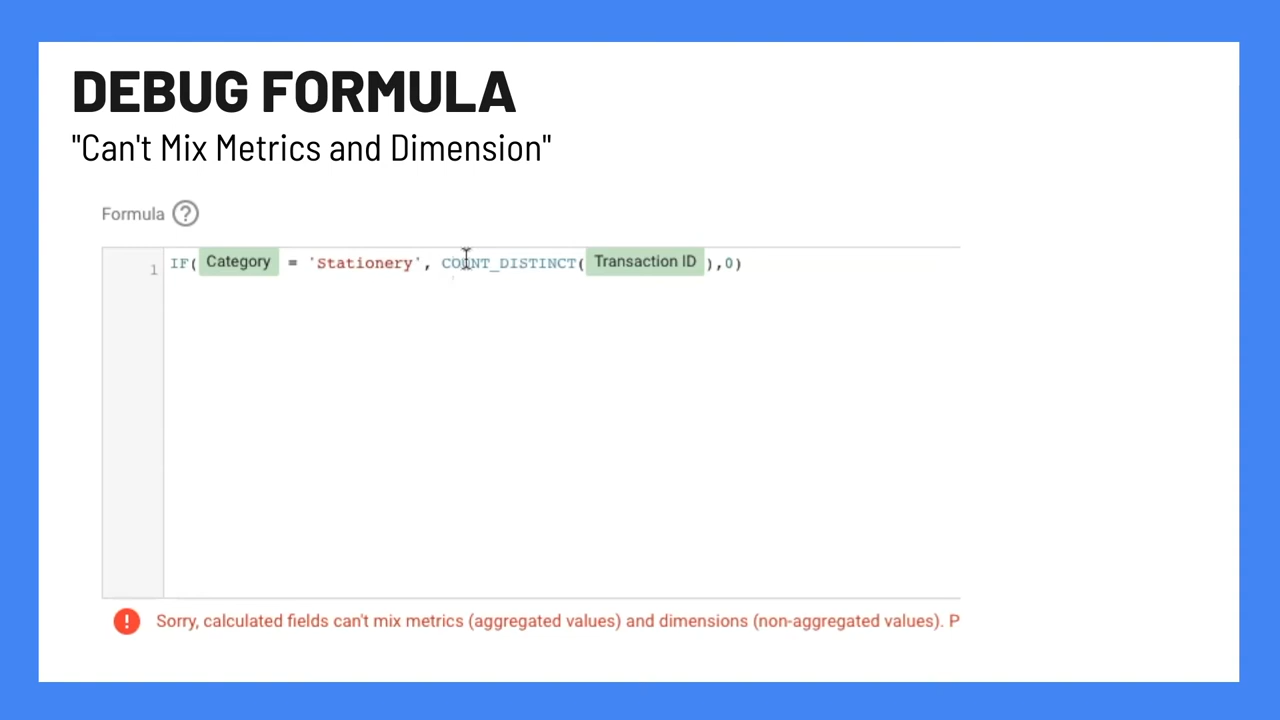 DEBUG FORMULA
"Can't Mix Metrics and Dimension"
Formula ?
1 IF( Category = 'Stationery', COUNT_DISTINCT( Transaction ID ),0)
! Sorry, calculated fields can't mix metrics (aggregated values) and dimensions (non-aggregated values). P